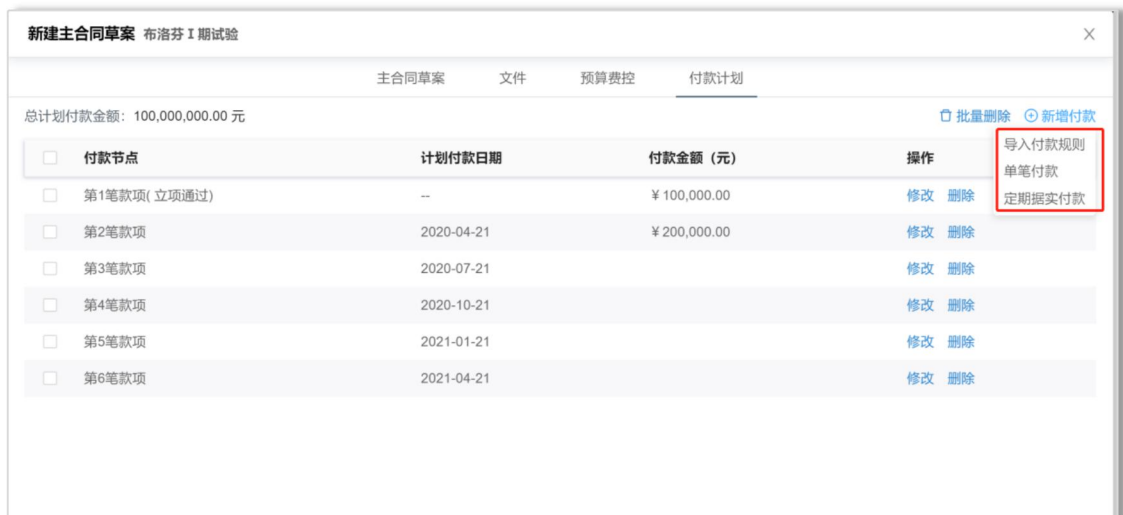 新建主合同草案 布洛芬Ⅰ期试验
主合同草案 文件 预算费控 付款计划
总计划付款金额：100,000,000.00 元 批量删除 新增付款
导入付款规则
单笔付款
定期据实付款
付款节点 计划付款日期 付款金额（元） 操作
第1笔款项( 立项通过) -- ¥ 100,000.00 修改 删除
第2笔款项 2020-04-21 ¥ 200,000.00 修改 删除
第3笔款项 2020-07-21 修改 删除
第4笔款项 2020-10-21 修改 删除
第5笔款项 2021-01-21 修改 删除
第6笔款项 2021-04-21 修改 删除